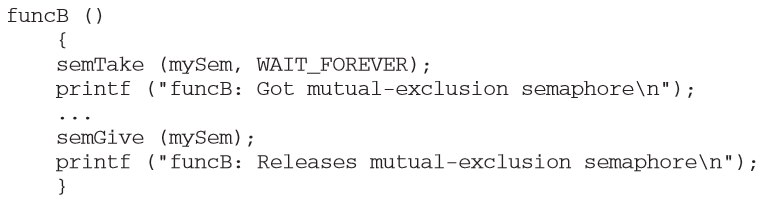 funcB ()
{
semTake (mySem, WAIT_FOREVER);
printf ("funcB: Got mutual-exclusion semaphore\n");
...
semGive (mySem);
printf ("funcB: Releases mutual-exclusion semaphore\n");
}